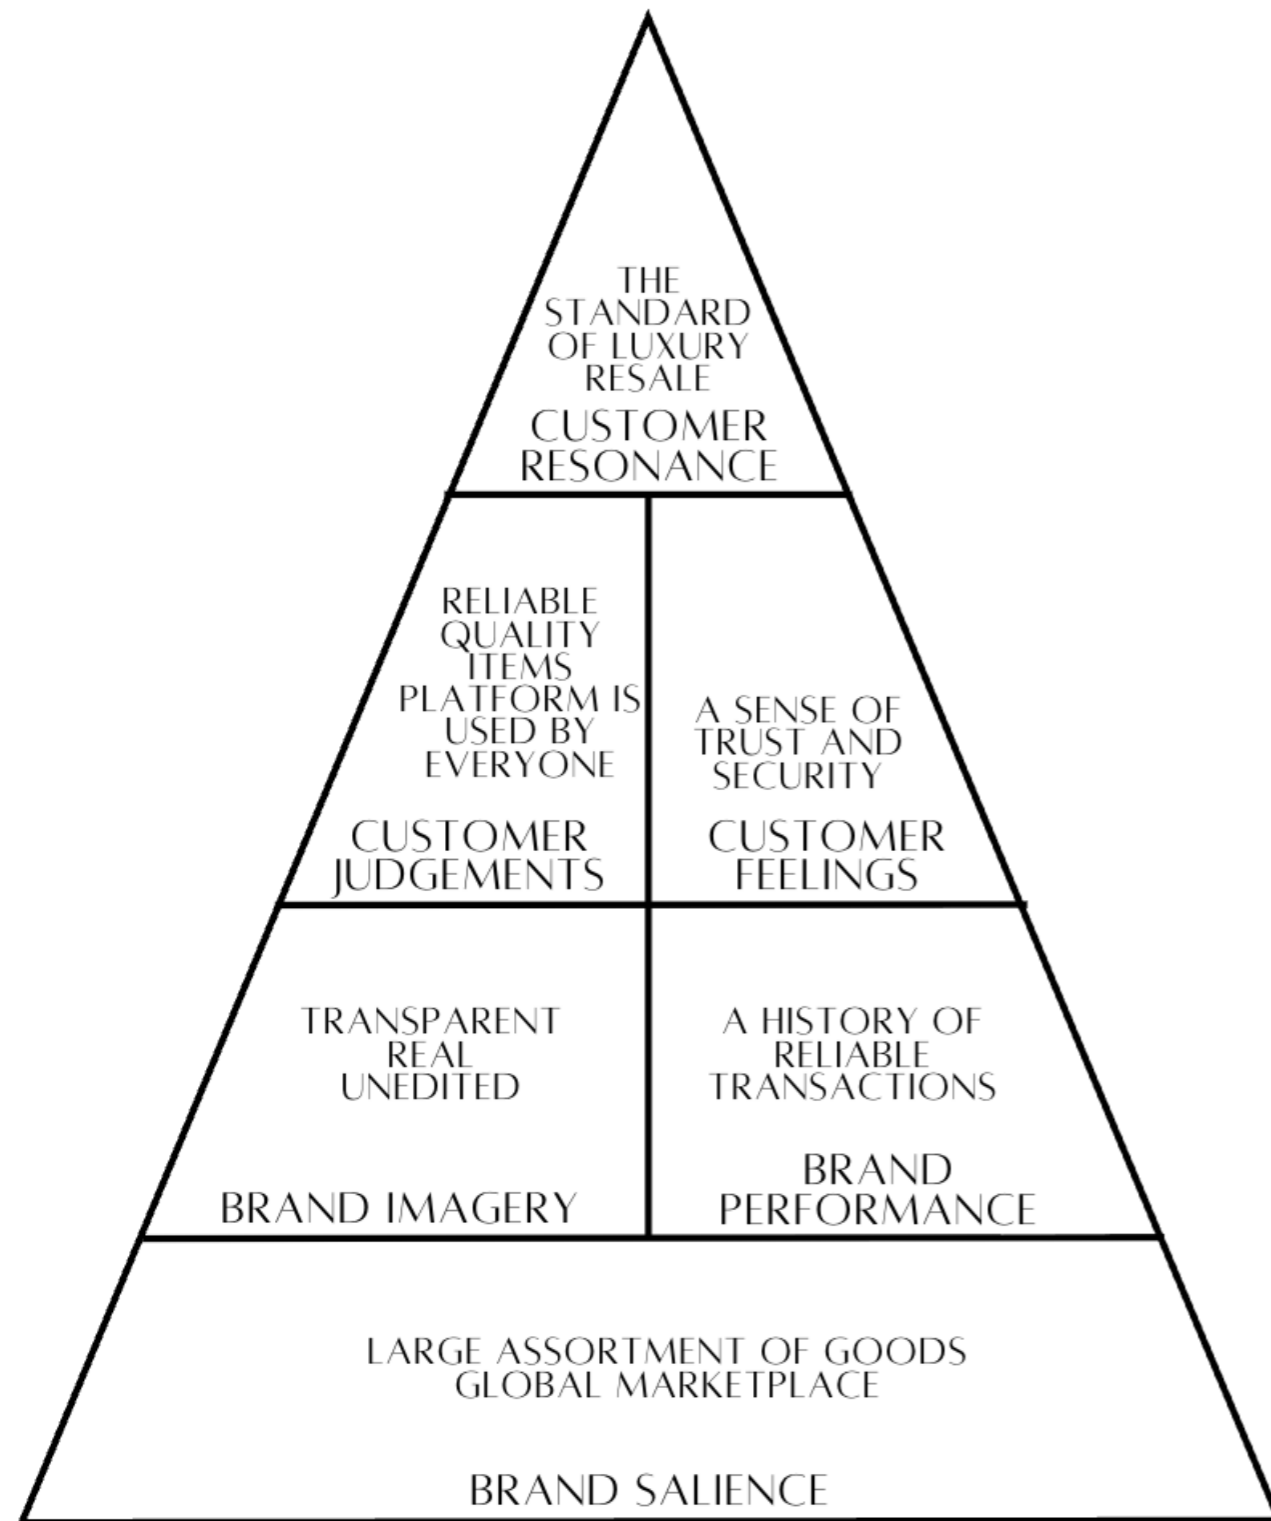 THE
STANDARD
OF LUXURY
RESALE
CUSTOMER
RESONANCE
RELIABLE
QUALITY
ITEMS
PLATFORM IS
USED BY
EVERYONE
CUSTOMER
JUDGEMENTS
A SENSE OF
TRUST AND
SECURITY
CUSTOMER
FEELINGS
TRANSPARENT
REAL
UNEDITED
BRAND IMAGERY
A HISTORY OF
RELIABLE
TRANSACTIONS
BRAND
PERFORMANCE
LARGE ASSORTMENT OF GOODS
GLOBAL MARKETPLACE
BRAND SALIENCE